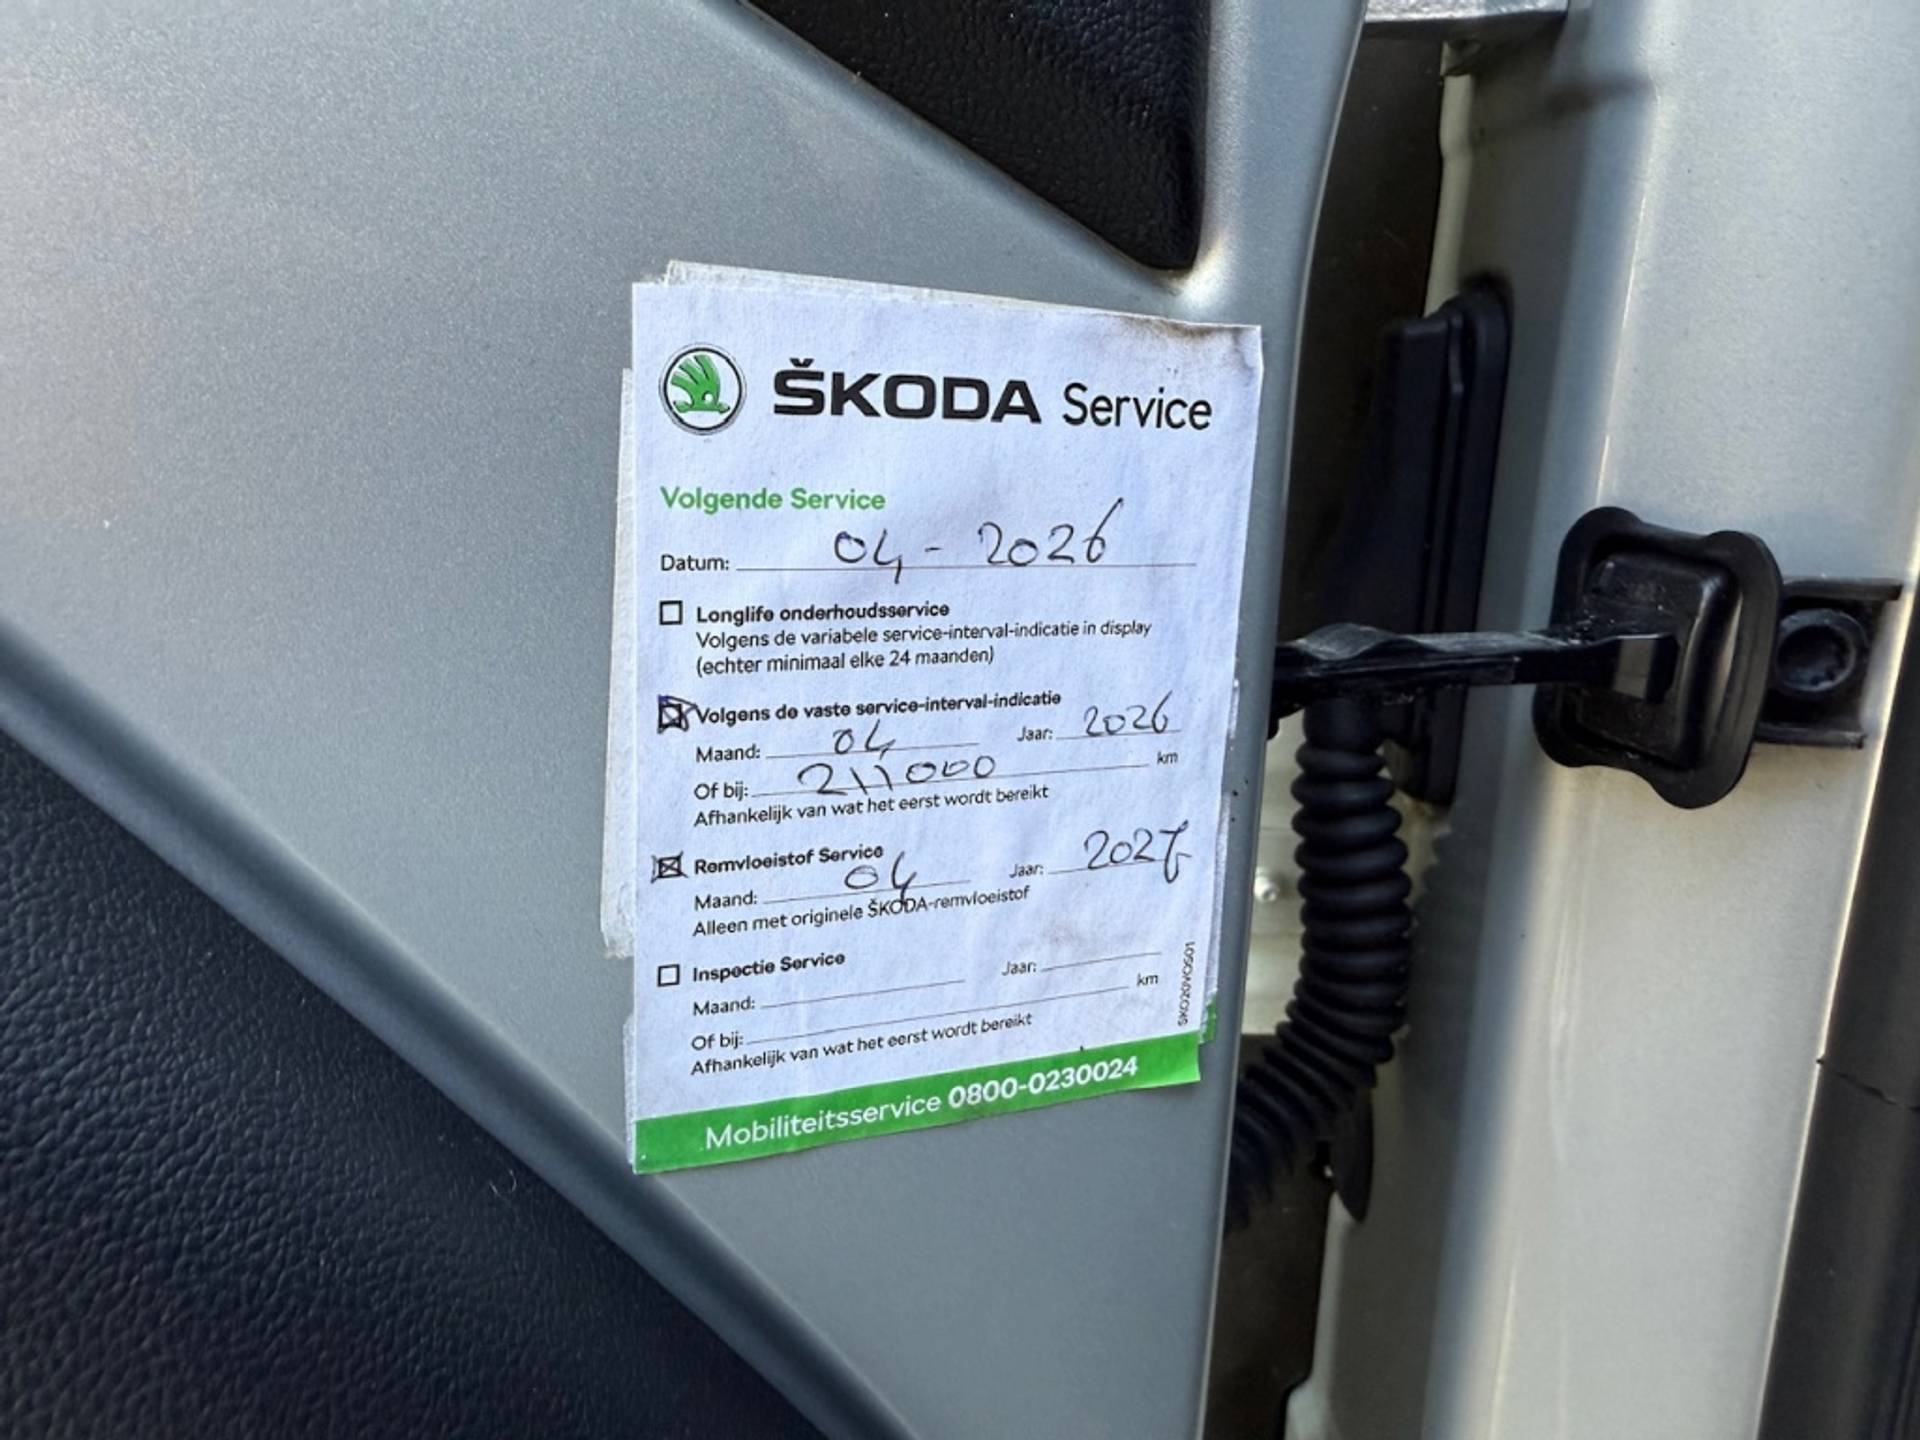 ŠKODA Service
Volgende Service
Datum: 04 - 2026
Longlife onderhoudsservice
Volgens de variabele service-interval-indicatie in display
(echter minimaal elke 24 maanden)
Volgens de vaste service-interval-indicatie
Maand: 04 Jaar: 2026
Of bij: 211000 km
Afhankelijk van wat het eerst wordt bereikt
Remvloeistof Service
Maand: 04 Jaar: 2027
Alleen met originele ŠKODA-remvloeistof
Inspectie Service
Maand: Jaar:
Of bij: km
Afhankelijk van wat het eerst wordt bereikt
SKO20VOS01
Mobiliteitsservice 0800-0230024